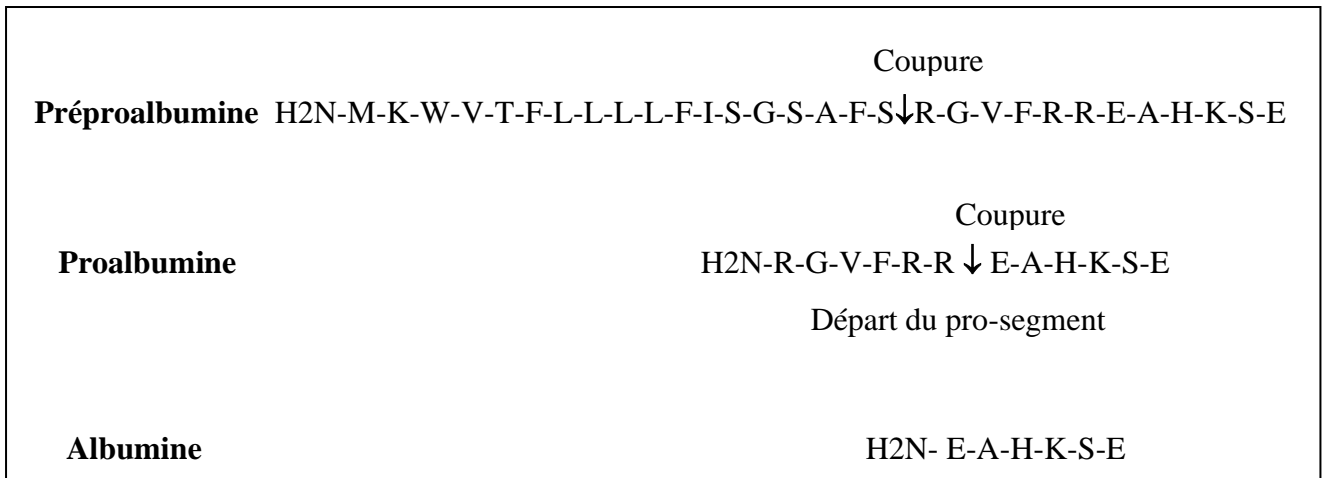 Coupure
Préproalbumine H2N-M-K-W-V-T-F-L-L-L-L-F-I-S-G-S-A-F-S↓R-G-V-F-R-R-E-A-H-K-S-E
Coupure
Proalbumine H2N-R-G-V-F-R-R ↓ E-A-H-K-S-E
Départ du pro-segment
Albumine H2N- E-A-H-K-S-E